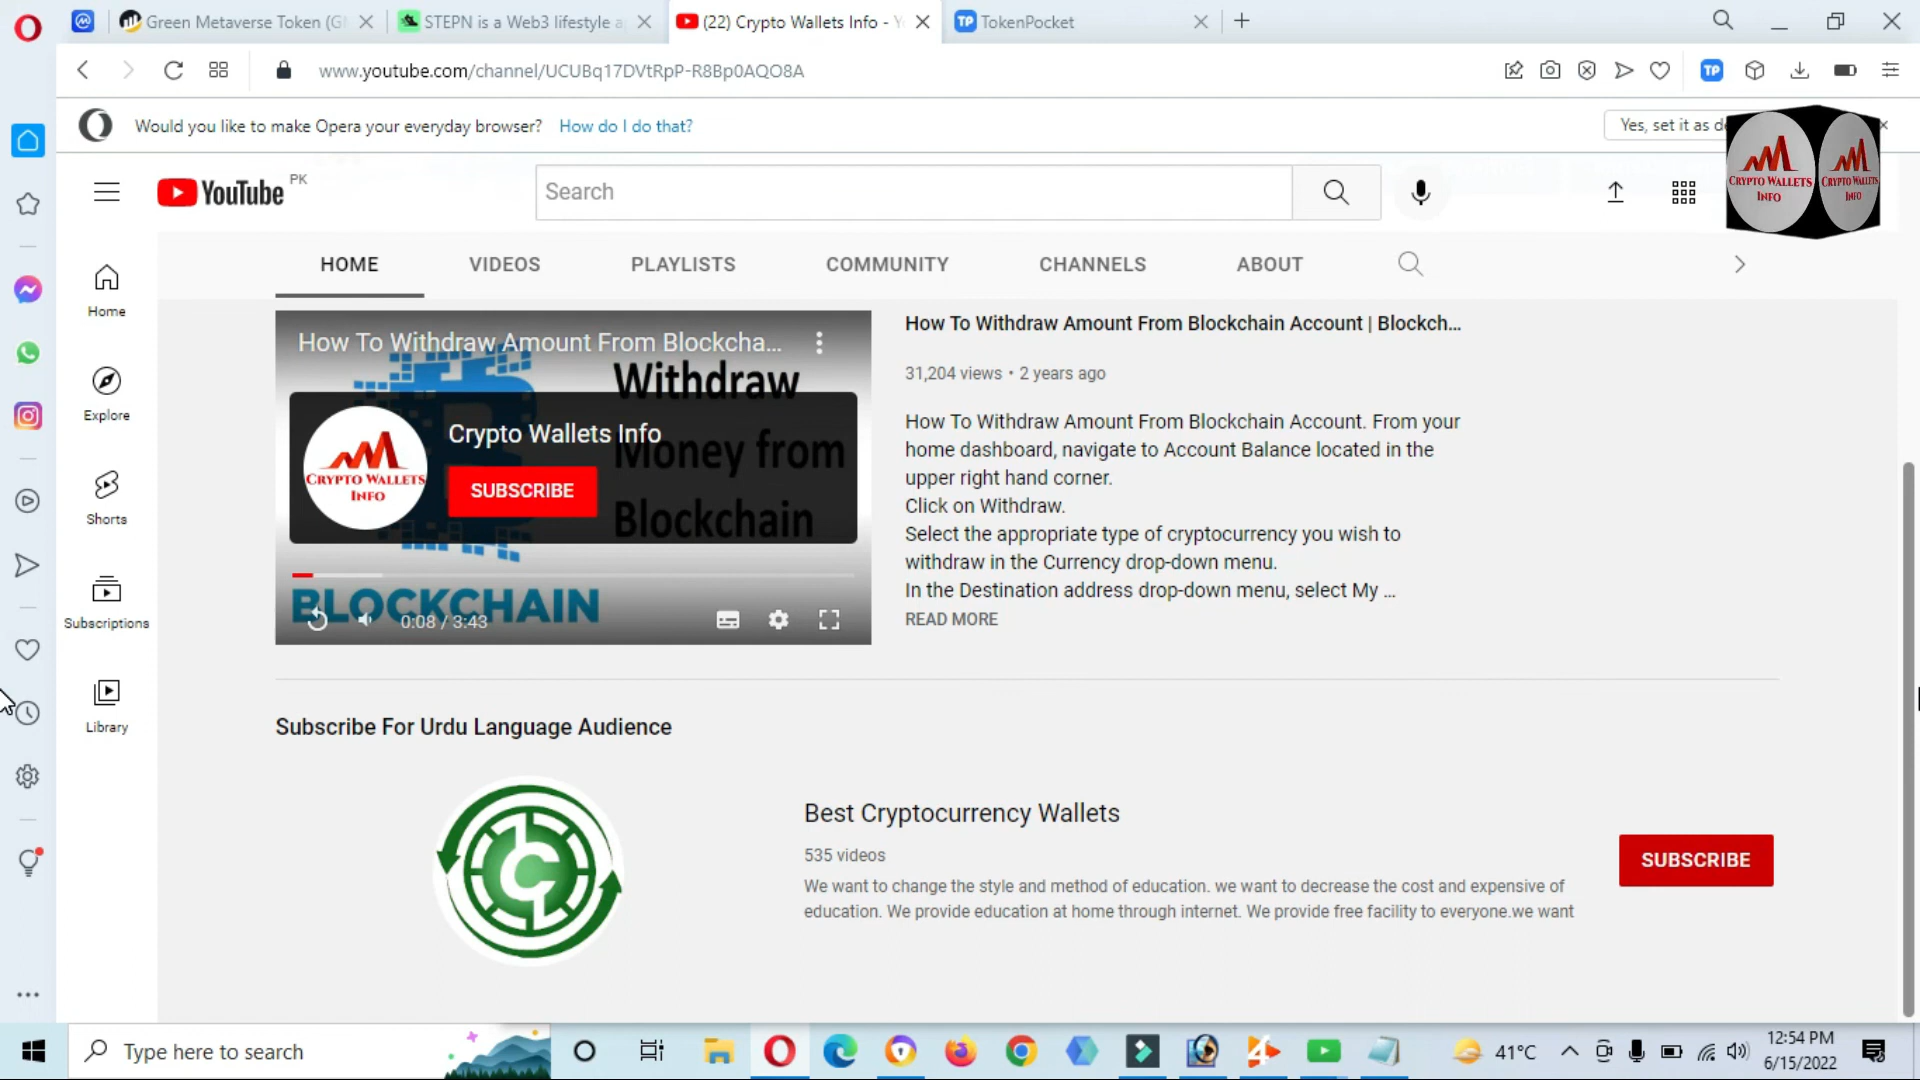 Green Metaverse Token (G
STEPN is a Web3 lifestyle a
(22) Crypto Wallets Info - Y
TP TokenPocket
www.youtube.com/channel/UCUBq17DVtRpP-R8Bp0AQO8A
TP
Would you like to make Opera your everyday browser? How do I do that?
Yes, set it as de
CRYPTO WALLETS INFO
CRYPTO WALLETS INFO
YouTube PK
Search
HOME VIDEOS PLAYLISTS COMMUNITY CHANNELS ABOUT
Home
Explore
Shorts
Subscriptions
Library
How To Withdraw Amount From Blockcha...
Withdraw
Money from
Blockchain
Crypto Wallets Info
SUBSCRIBE
CRYPTO WALLETS
INFO
BLOCKCHAIN
0:08 / 3:43
How To Withdraw Amount From Blockchain Account | Blockch...
31,204 views • 2 years ago
How To Withdraw Amount From Blockchain Account. From your
home dashboard, navigate to Account Balance located in the
upper right hand corner.
Click on Withdraw.
Select the appropriate type of cryptocurrency you wish to
withdraw in the Currency drop-down menu.
In the Destination address drop-down menu, select My ...
READ MORE
Subscribe For Urdu Language Audience
Best Cryptocurrency Wallets
535 videos
We want to change the style and method of education. we want to decrease the cost and expensive of
education. We provide education at home through internet. We provide free facility to everyone.we want
SUBSCRIBE
Type here to search
41°C
12:54 PM
6/15/2022